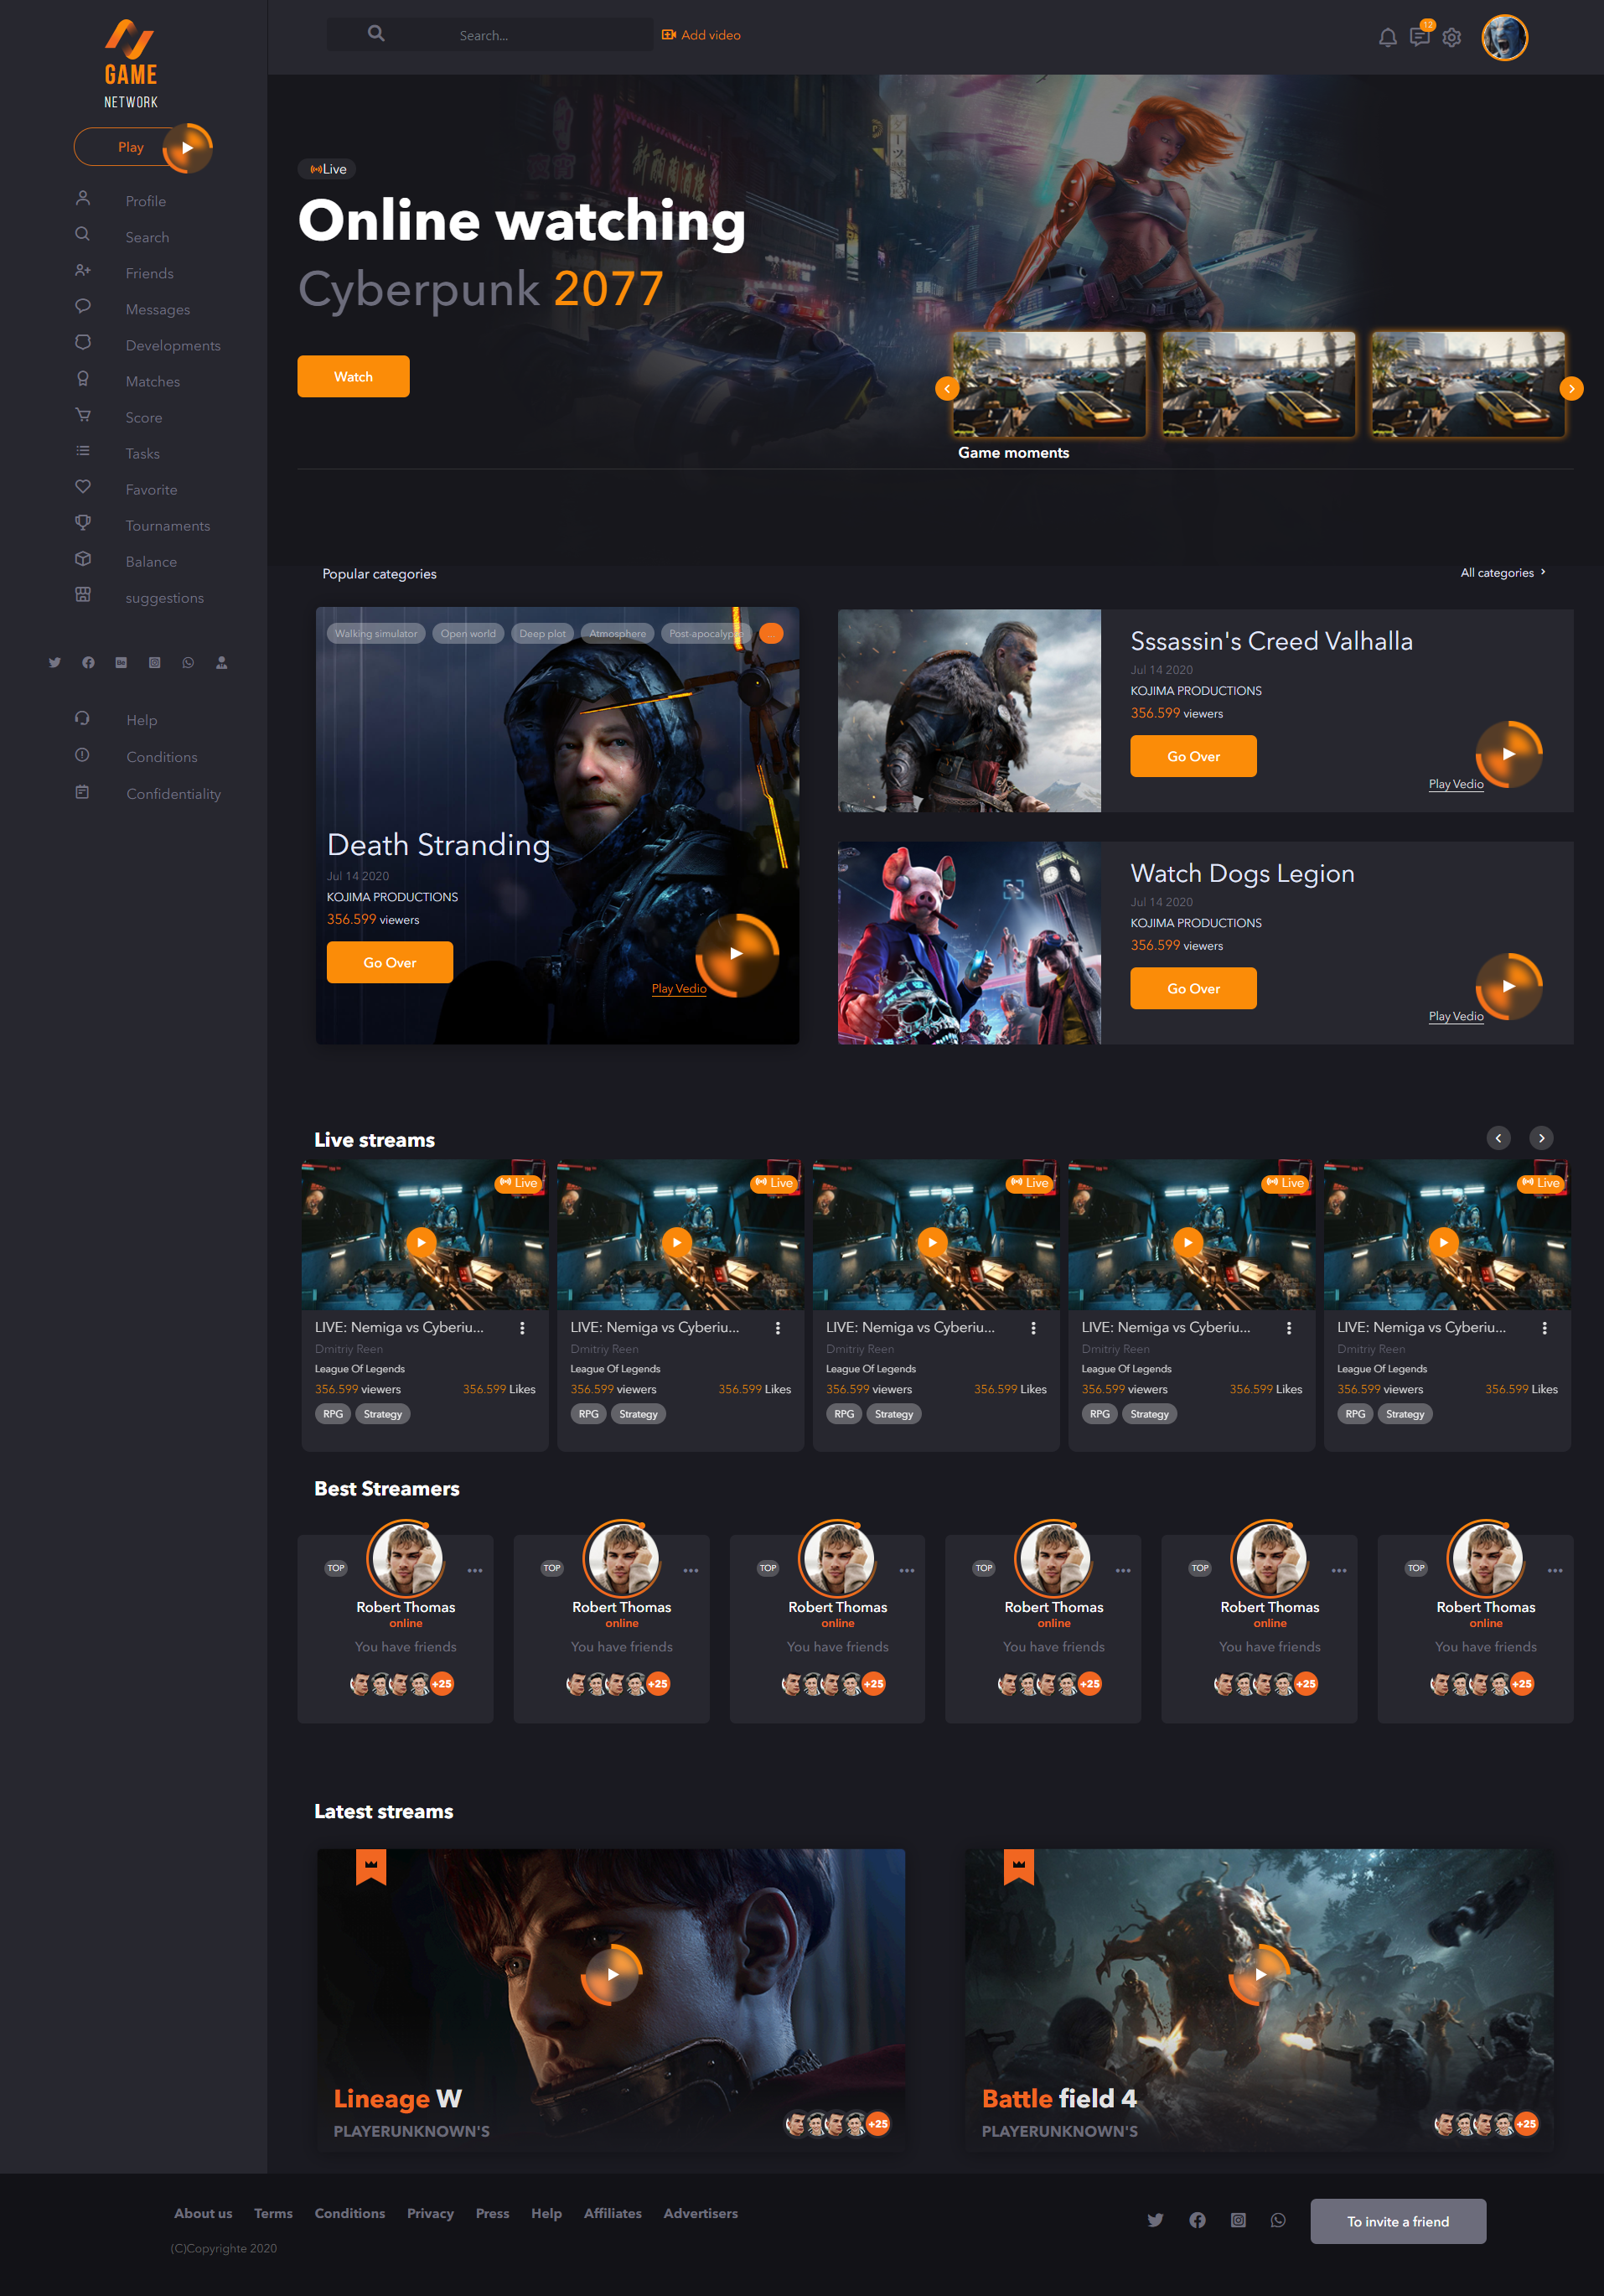 GAME
NETWORK
Play
Profile
Search
Friends
Messages
Developments
Matches
Score
Tasks
Favorite
Tournaments
Balance
suggestions
Help
Conditions
Confidentiality
Search...
Add video
12
Live
Online watching
Cyberpunk 2077
Watch
Game moments
Popular categories
All categories
Walking simulator Open world Deep plot Atmosphere Post-apocalypse ...
Death Stranding
Jul 14 2020
KOJIMA PRODUCTIONS
356.599 viewers
Go Over
Play Vedio
Sssassin's Creed Valhalla
Jul 14 2020
KOJIMA PRODUCTIONS
356.599 viewers
Go Over
Play Vedio
Watch Dogs Legion
Jul 14 2020
KOJIMA PRODUCTIONS
356.599 viewers
Go Over
Play Vedio
Live streams
Live
LIVE: Nemiga vs Cyberiu...
Dmitriy Reen
League Of Legends
356.599 viewers 356.599 Likes
RPG Strategy
Live
LIVE: Nemiga vs Cyberiu...
Dmitriy Reen
League Of Legends
356.599 viewers 356.599 Likes
RPG Strategy
Live
LIVE: Nemiga vs Cyberiu...
Dmitriy Reen
League Of Legends
356.599 viewers 356.599 Likes
RPG Strategy
Live
LIVE: Nemiga vs Cyberiu...
Dmitriy Reen
League Of Legends
356.599 viewers 356.599 Likes
RPG Strategy
Live
LIVE: Nemiga vs Cyberiu...
Dmitriy Reen
League Of Legends
356.599 viewers 356.599 Likes
RPG Strategy
Best Streamers
TOP
Robert Thomas
online
You have friends
+25
TOP
Robert Thomas
online
You have friends
+25
TOP
Robert Thomas
online
You have friends
+25
TOP
Robert Thomas
online
You have friends
+25
TOP
Robert Thomas
online
You have friends
+25
TOP
Robert Thomas
online
You have friends
+25
Latest streams
Lineage W
PLAYERUNKNOWN'S
+25
Battle field 4
PLAYERUNKNOWN'S
+25
About us Terms Conditions Privacy Press Help Affiliates Advertisers
(C)Copyrighte 2020
To invite a friend